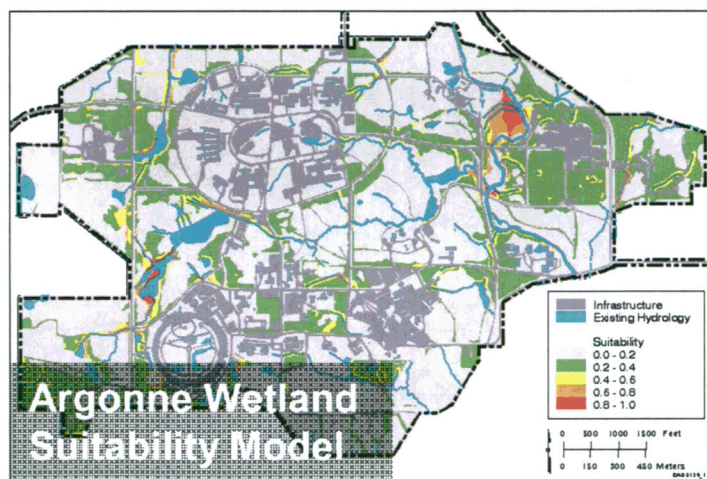 Infrastructure
Existing Hydrology
Suitability
0.0 - 0.2
0.2 - 0.4
0.4 - 0.6
0.6 - 0.8
0.8 - 1.0
Argonne Wetland
Suitability Model
0 500 1000 1500 Feet
0 150 300 450 Meters